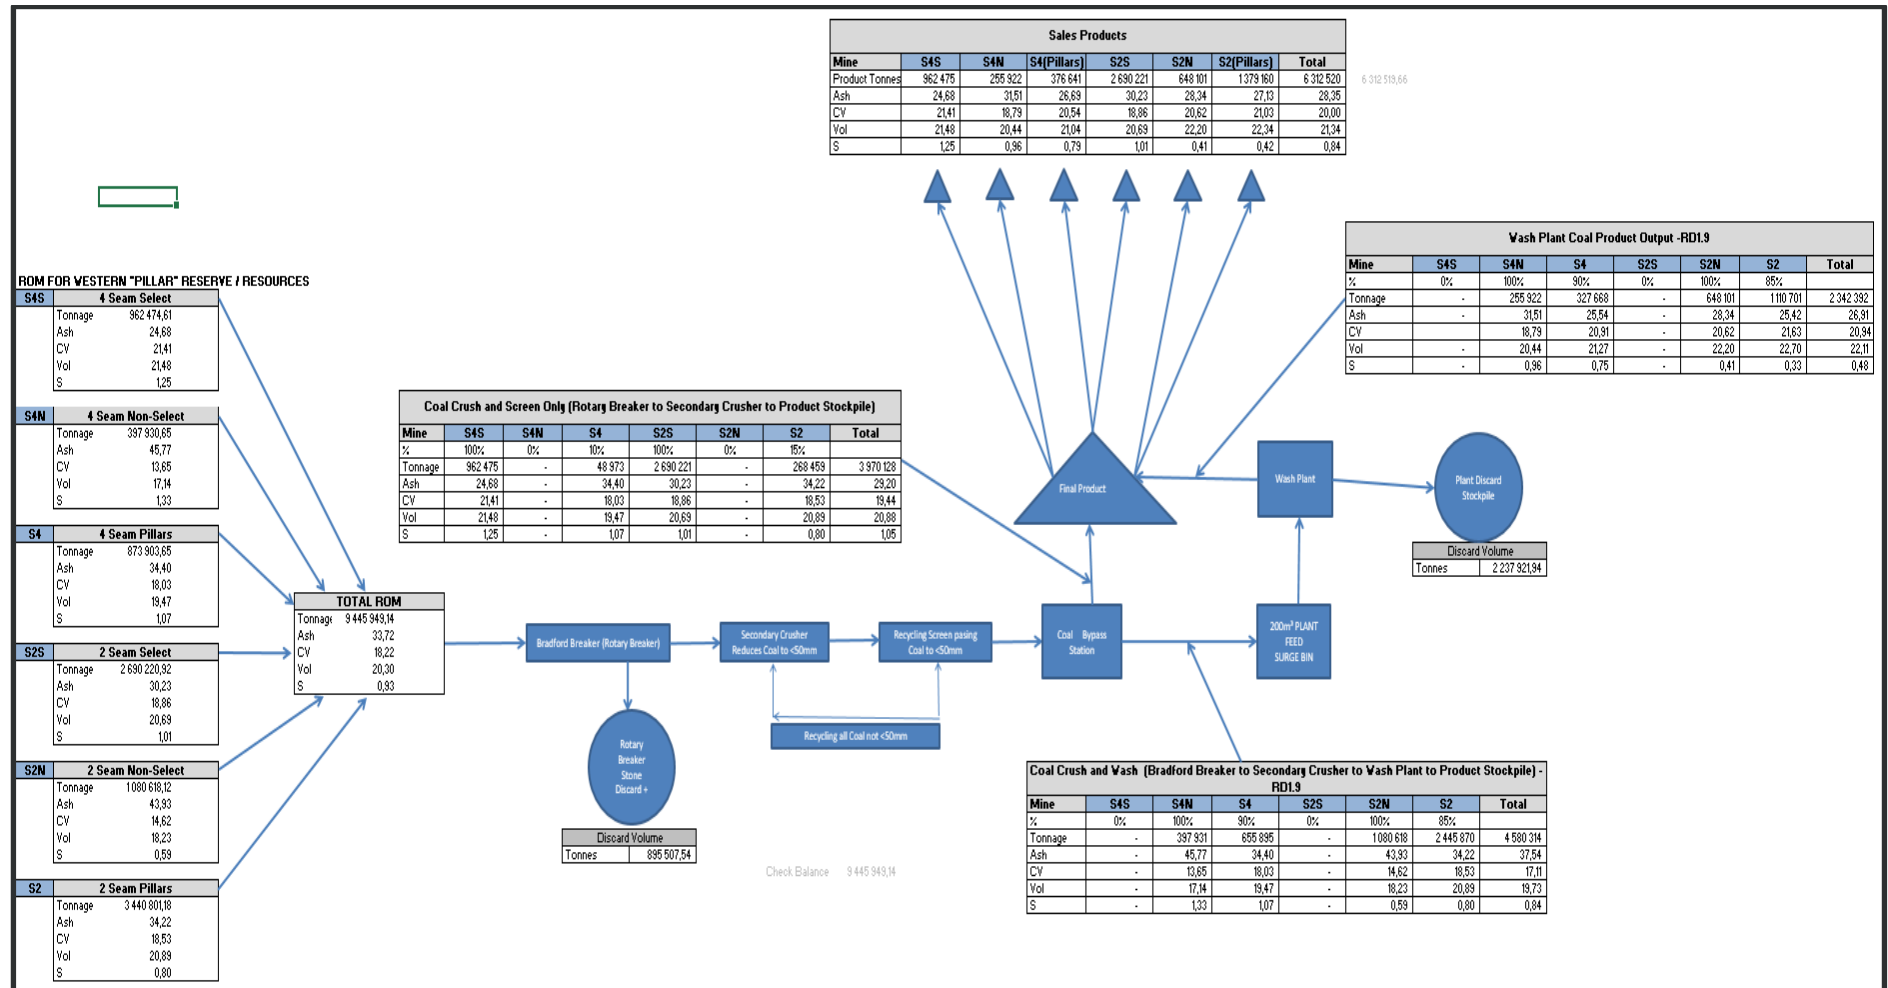 Sales Products
Mine S4S S4N S4(Pillars) S2S S2N S2(Pillars) Total
Product Tonnes 962 475 255 922 376 641 2 690 221 648 101 1 379 160 6 312 520
6 312 519,66
Ash 24,68 31,51 26,69 30,23 28,34 27,13 28,35
CV 21,41 18,79 20,54 18,86 20,62 21,03 20,00
Vol 21,48 20,44 21,04 20,69 22,20 22,34 21,34
S 1,25 0,96 0,79 1,01 0,41 0,42 0,84
Wash Plant Coal Product Output -RD1.9
Mine S4S S4N S4 S2S S2N S2 Total
% 0% 100% 90% 0% 100% 85%
Tonnage - 255 922 327 668 - 648 101 1 110 701 2 342 392
Ash - 31,51 25,54 - 28,34 25,42 26,91
CV 18,79 20,91 20,62 21,63 20,94
Vol - 20,44 21,27 - 22,20 22,70 22,11
S - 0,96 0,75 - 0,41 0,33 0,48
ROM FOR WESTERN "PILLAR" RESERVE / RESOURCES
S4S 4 Seam Select
Tonnage 962 474,61
Ash 24,68
CV 21,41
Vol 21,48
S 1,25
S4N 4 Seam Non-Select
Tonnage 397 930,65
Ash 45,77
CV 13,65
Vol 17,14
S 1,33
S4 4 Seam Pillars
Tonnage 873 903,65
Ash 34,40
CV 18,03
Vol 19,47
S 1,07
S2S 2 Seam Select
Tonnage 2 690 220,92
Ash 30,23
CV 18,86
Vol 20,69
S 1,01
S2N 2 Seam Non-Select
Tonnage 1 080 618,12
Ash 43,93
CV 14,62
Vol 18,23
S 0,59
S2 2 Seam Pillars
Tonnage 3 440 801,18
Ash 34,22
CV 18,53
Vol 20,89
S 0,80
TOTAL ROM
Tonnage 9 445 949,14
Ash 33,72
CV 18,22
Vol 20,30
S 0,93
Coal Crush and Screen Only (Rotary Breaker to Secondary Crusher to Product Stockpile)
Mine S4S S4N S4 S2S S2N S2 Total
% 100% 0% 10% 100% 0% 15%
Tonnage 962 475 - 48 973 2 690 221 - 268 459 3 970 128
Ash 24,68 - 34,40 30,23 - 34,22 29,20
CV 21,41 - 18,03 18,86 - 18,53 19,44
Vol 21,48 - 19,47 20,69 - 20,89 20,88
S 1,25 - 1,07 1,01 - 0,80 1,05
Bradford Breaker (Rotary Breaker)
Rotary
Breaker
Stone
Discard +
Discard Volume
Tonnes 895 507,54
Secondary Crusher
Reduces Coal to <50mm
Recycling Screen pasing
Coal to <50mm
Recycling all Coal not <50mm
Coal Bypass
Station
Final Product
Wash Plant
Plant Discard
Stockpile
Discard Volume
Tonnes 2 237 921,94
200m³ PLANT
FEED
SURGE BIN
Check Balance 9 445 949,14
Coal Crush and Wash (Bradford Breaker to Secondary Crusher to Wash Plant to Product Stockpile) -
RD1.9
Mine S4S S4N S4 S2S S2N S2 Total
% 0% 100% 90% 0% 100% 85%
Tonnage - 397 931 655 895 - 1 080 618 2 445 870 4 580 314
Ash - 45,77 34,40 - 43,93 34,22 37,54
CV - 13,65 18,03 - 14,62 18,53 17,11
Vol - 17,14 19,47 - 18,23 20,89 19,73
S - 1,33 1,07 - 0,59 0,80 0,84